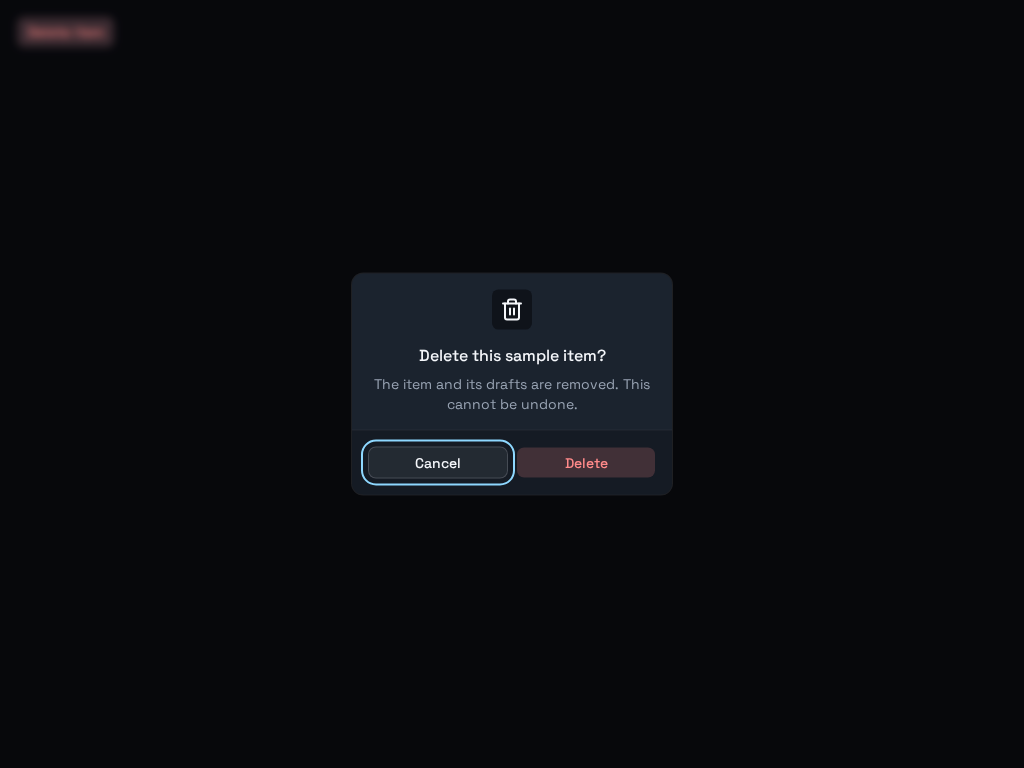 Delete this sample item?
The item and its drafts are removed. This
cannot be undone.
Cancel
Delete